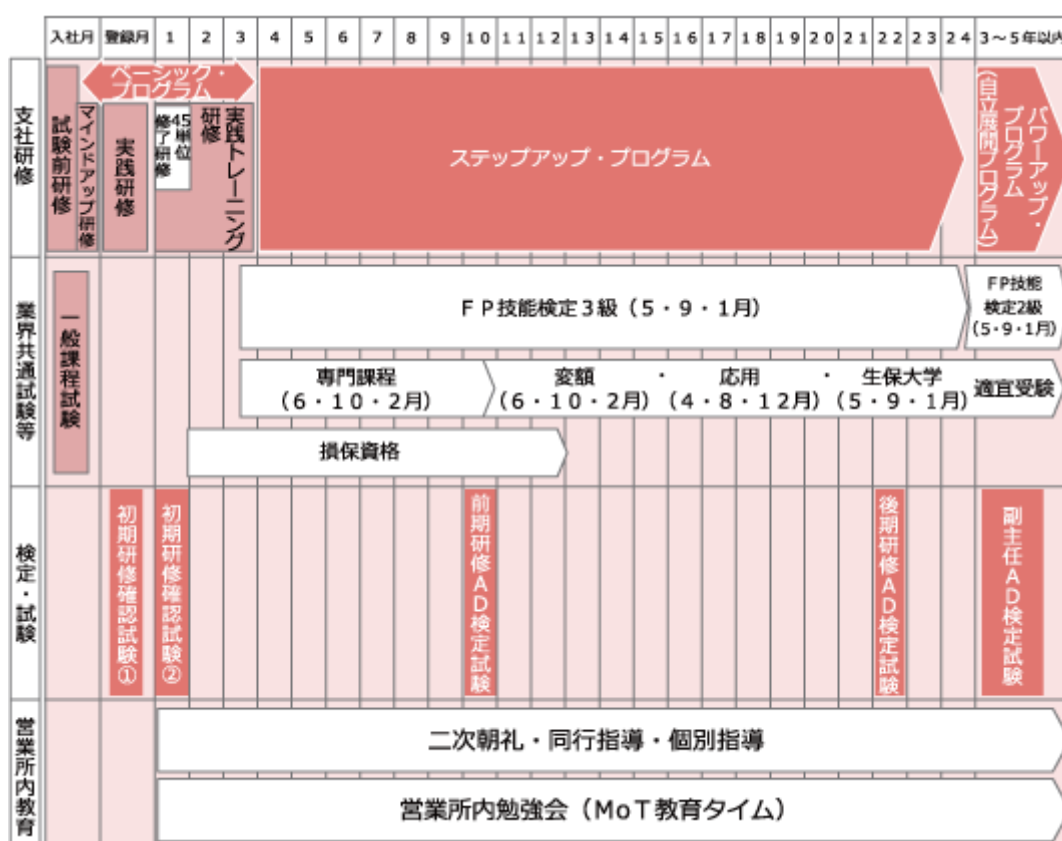 入社月 登録月 1 2 3 4 5 6 7 8 9 10 11 12 13 14 15 16 17 18 19 20 21 22 23 24 3～5年以内
支社研修
ベーシック・
プログラム
試験前研修
マインドアップ研修
実践研修
45単位
修了研修
実践トレーニング
研修
ステップアップ・プログラム
パワーアップ・
プログラム
(自立展開プログラム)
業界共通試験等
一般課程試験
FP技能検定3級（5・9・1月）
FP技能
検定2級
(5・9・1月)
専門課程
（6・10・2月）
変額 ・ 応用 ・ 生保大学
（6・10・2月）（4・8・12月）（5・9・1月）
適宜受験
損保資格
検定・試験
初期研修確認試験①
初期研修確認試験②
前期研修AD検定試験
後期研修AD検定試験
副主任AD検定試験
営業所内教育
二次朝礼・同行指導・個別指導
営業所内勉強会（MoT教育タイム）